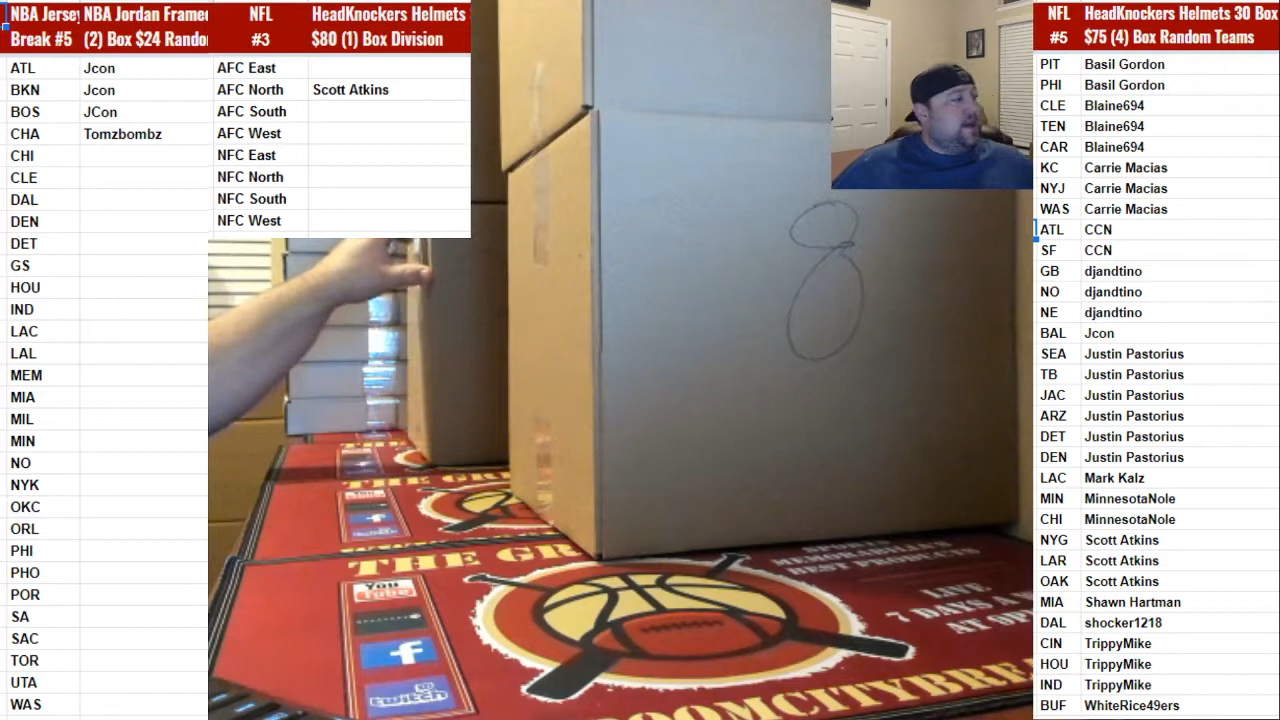 NBA Jersey NBA Jordan Framed
Break #5 (2) Box $24 Random
ATL Jcon
BKN Jcon
BOS JCon
CHA Tomzbombz
CHI
CLE
DAL
DEN
DET
GS
HOU
IND
LAC
LAL
MEM
MIA
MIL
MIN
NO
NYK
OKC
ORL
PHI
PHO
POR
SA
SAC
TOR
UTA
WAS
NFL HeadKnockers Helmets
#3 $80 (1) Box Division
AFC East
AFC North Scott Atkins
AFC South
AFC West
NFC East
NFC North
NFC South
NFC West
8
THE GR
You
Tube
f
twitch
BEST PRODU
LIVE
7 DAYS A
AT 9P
OOMCITYBRE
NFL HeadKnockers Helmets 30 Box
#5 $75 (4) Box Random Teams
PIT Basil Gordon
PHI Basil Gordon
CLE Blaine694
TEN Blaine694
CAR Blaine694
KC Carrie Macias
NYJ Carrie Macias
WAS Carrie Macias
ATL CCN
SF CCN
GB djandtino
NO djandtino
NE djandtino
BAL Jcon
SEA Justin Pastorius
TB Justin Pastorius
JAC Justin Pastorius
ARZ Justin Pastorius
DET Justin Pastorius
DEN Justin Pastorius
LAC Mark Kalz
MIN MinnesotaNole
CHI MinnesotaNole
NYG Scott Atkins
LAR Scott Atkins
OAK Scott Atkins
MIA Shawn Hartman
DAL shocker1218
CIN TrippyMike
HOU TrippyMike
IND TrippyMike
BUF WhiteRice49ers